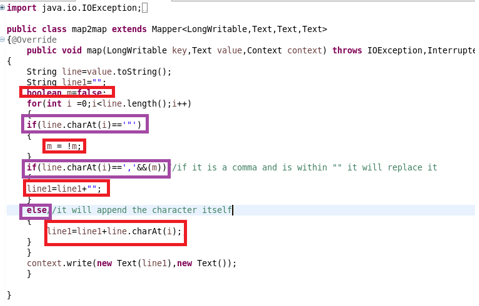 import java.io.IOException;
public class map2map extends Mapper<LongWritable,Text,Text,Text>
{@Override
public void map(LongWritable key,Text value,Context context) throws IOException,Interrupte
{
String line=value.toString();
String line1="";
boolean m=false;
for(int i =0;i<line.length();i++)
{
if(line.charAt(i)=='"')
{
m = !m;
}
if(line.charAt(i)==','&&(m)) /if it is a comma and is within "" it will replace it
{
line1=line1+"";
}
else /it will append the character itself
{
line1=line1+line.charAt(i);
}
}
context.write(new Text(line1),new Text());
}
}